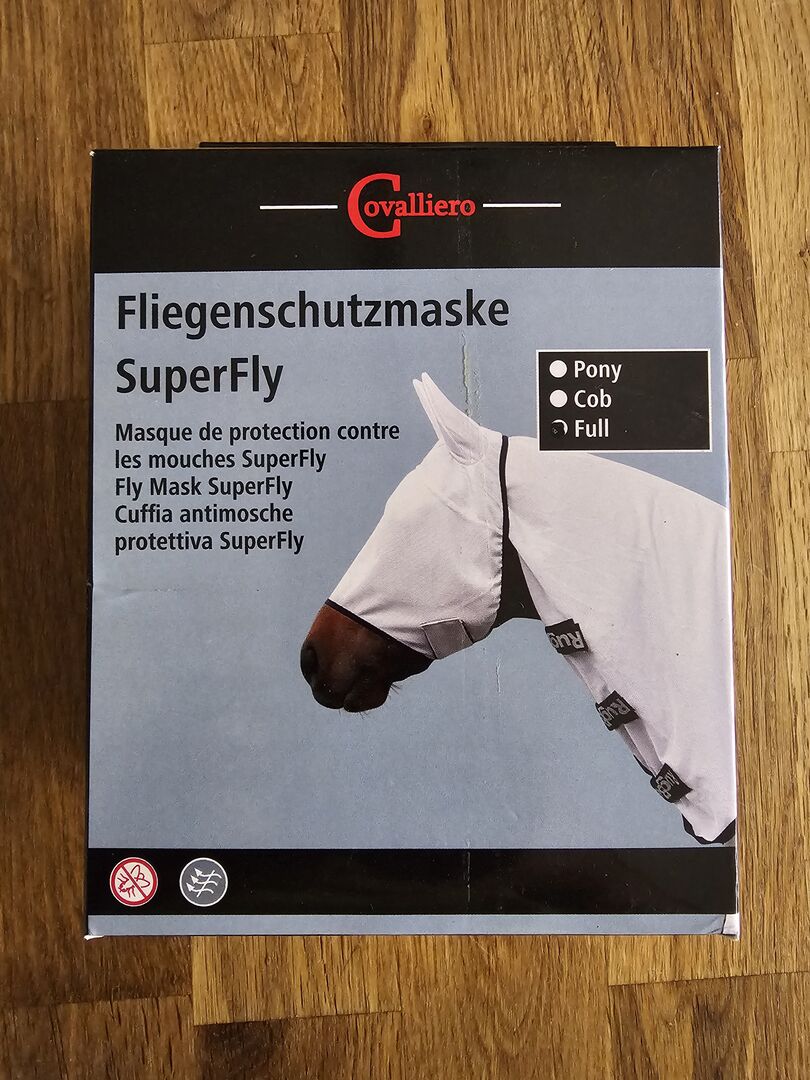 Covalliero
Fliegenschutzmaske
SuperFly
Pony
Cob
Full
Masque de protection contre
les mouches SuperFly
Fly Mask SuperFly
Cuffia antimosche
protettiva SuperFly